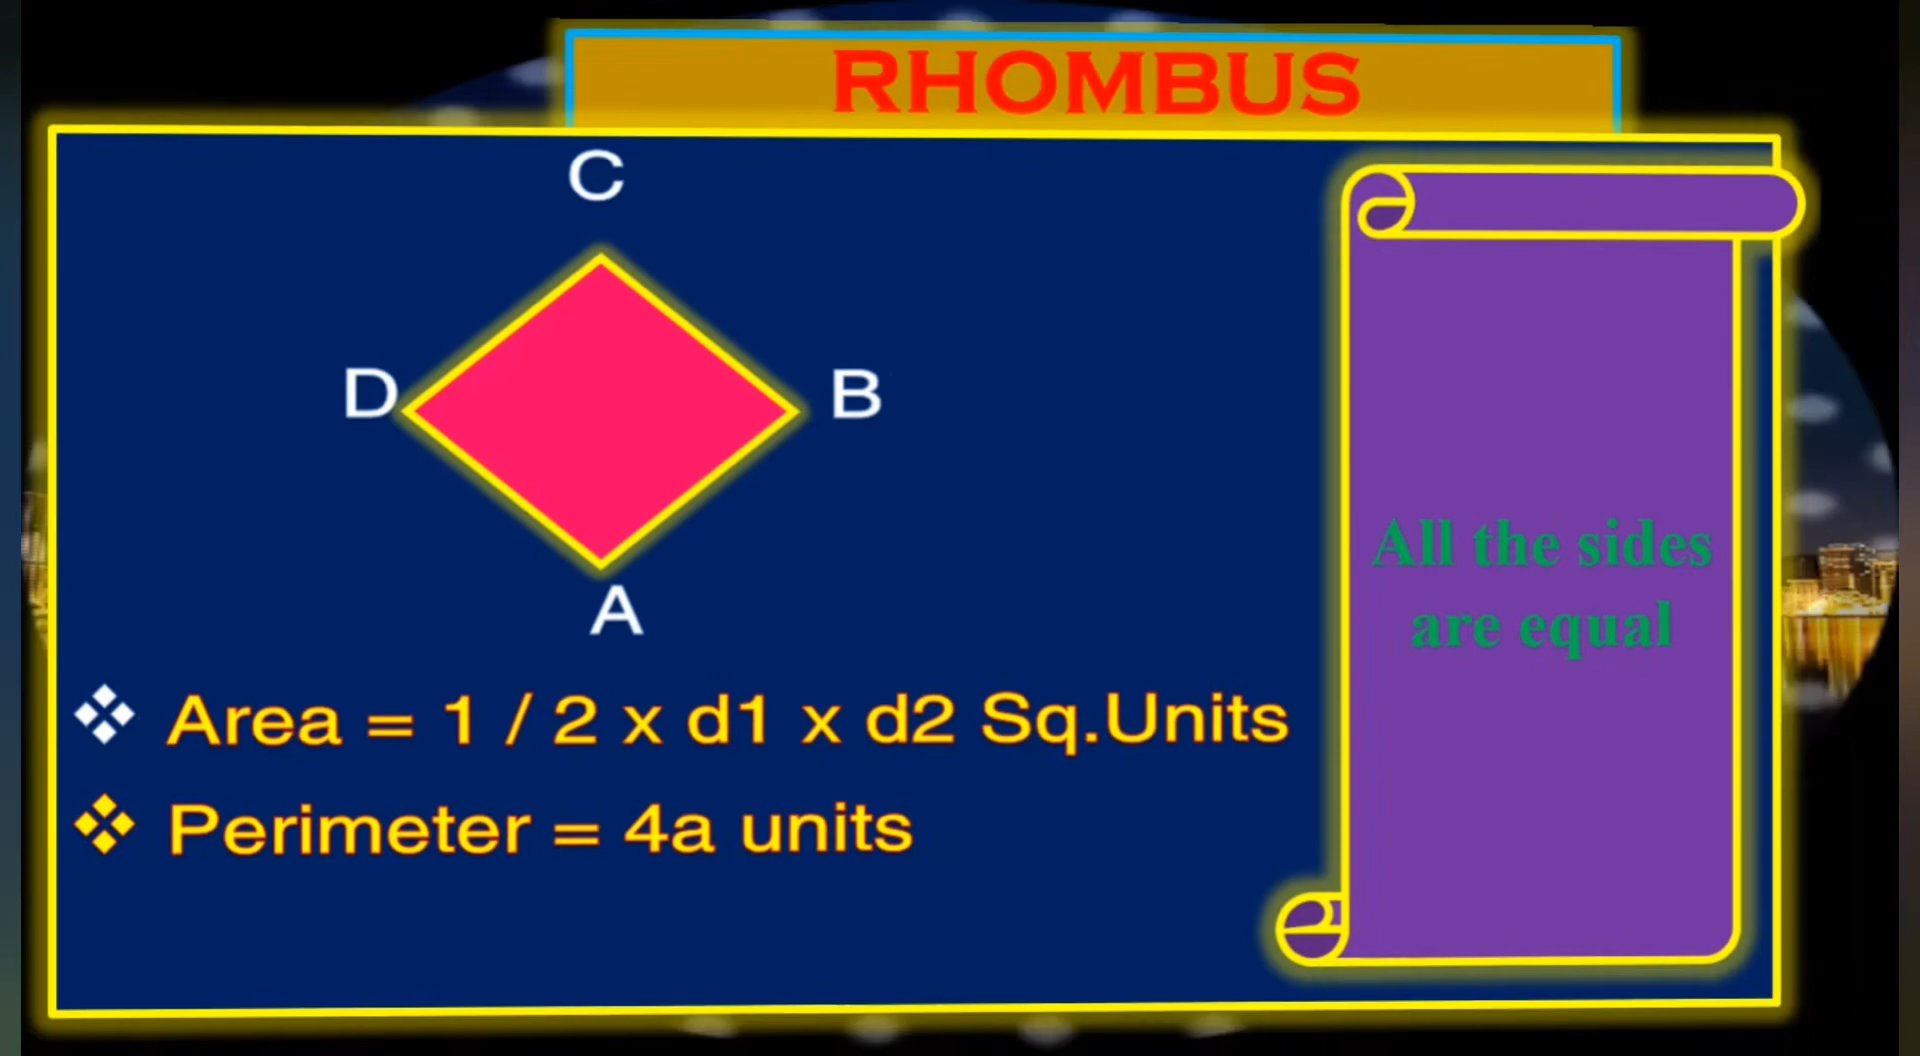 RHOMBUS
C
D
B
A
Area = 1 / 2 x d1 x d2 Sq.Units
Perimeter = 4a units
All the sides
are equal